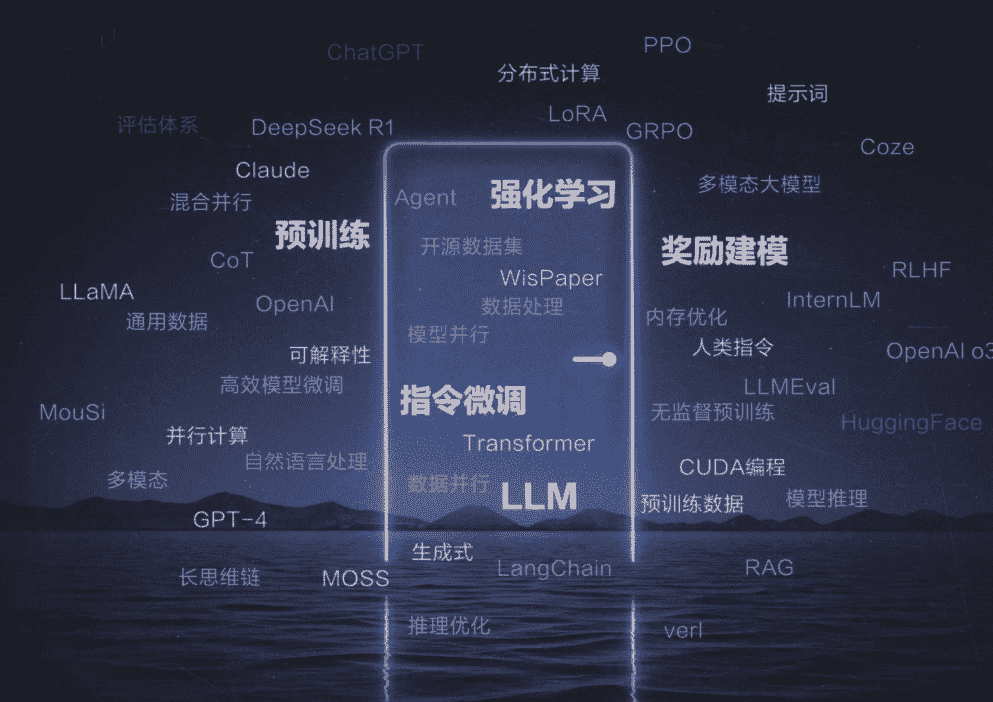 ChatGPT
PPO
分布式计算
提示词
LoRA
评估体系
DeepSeek R1
GRPO
Coze
Claude
多模态大模型
Agent
强化学习
混合并行
预训练
开源数据集
奖励建模
CoT
RLHF
WisPaper
LLaMA
OpenAI
数据处理
InternLM
通用数据
内存优化
模型并行
人类指令
可解释性
OpenAI o3
高效模型微调
LLMEval
指令微调
MouSi
无监督预训练
HuggingFace
并行计算
Transformer
自然语言处理
CUDA编程
多模态
数据并行
LLM
预训练数据
模型推理
GPT-4
生成式
长思维链
MOSS
LangChain
RAG
推理优化
verl